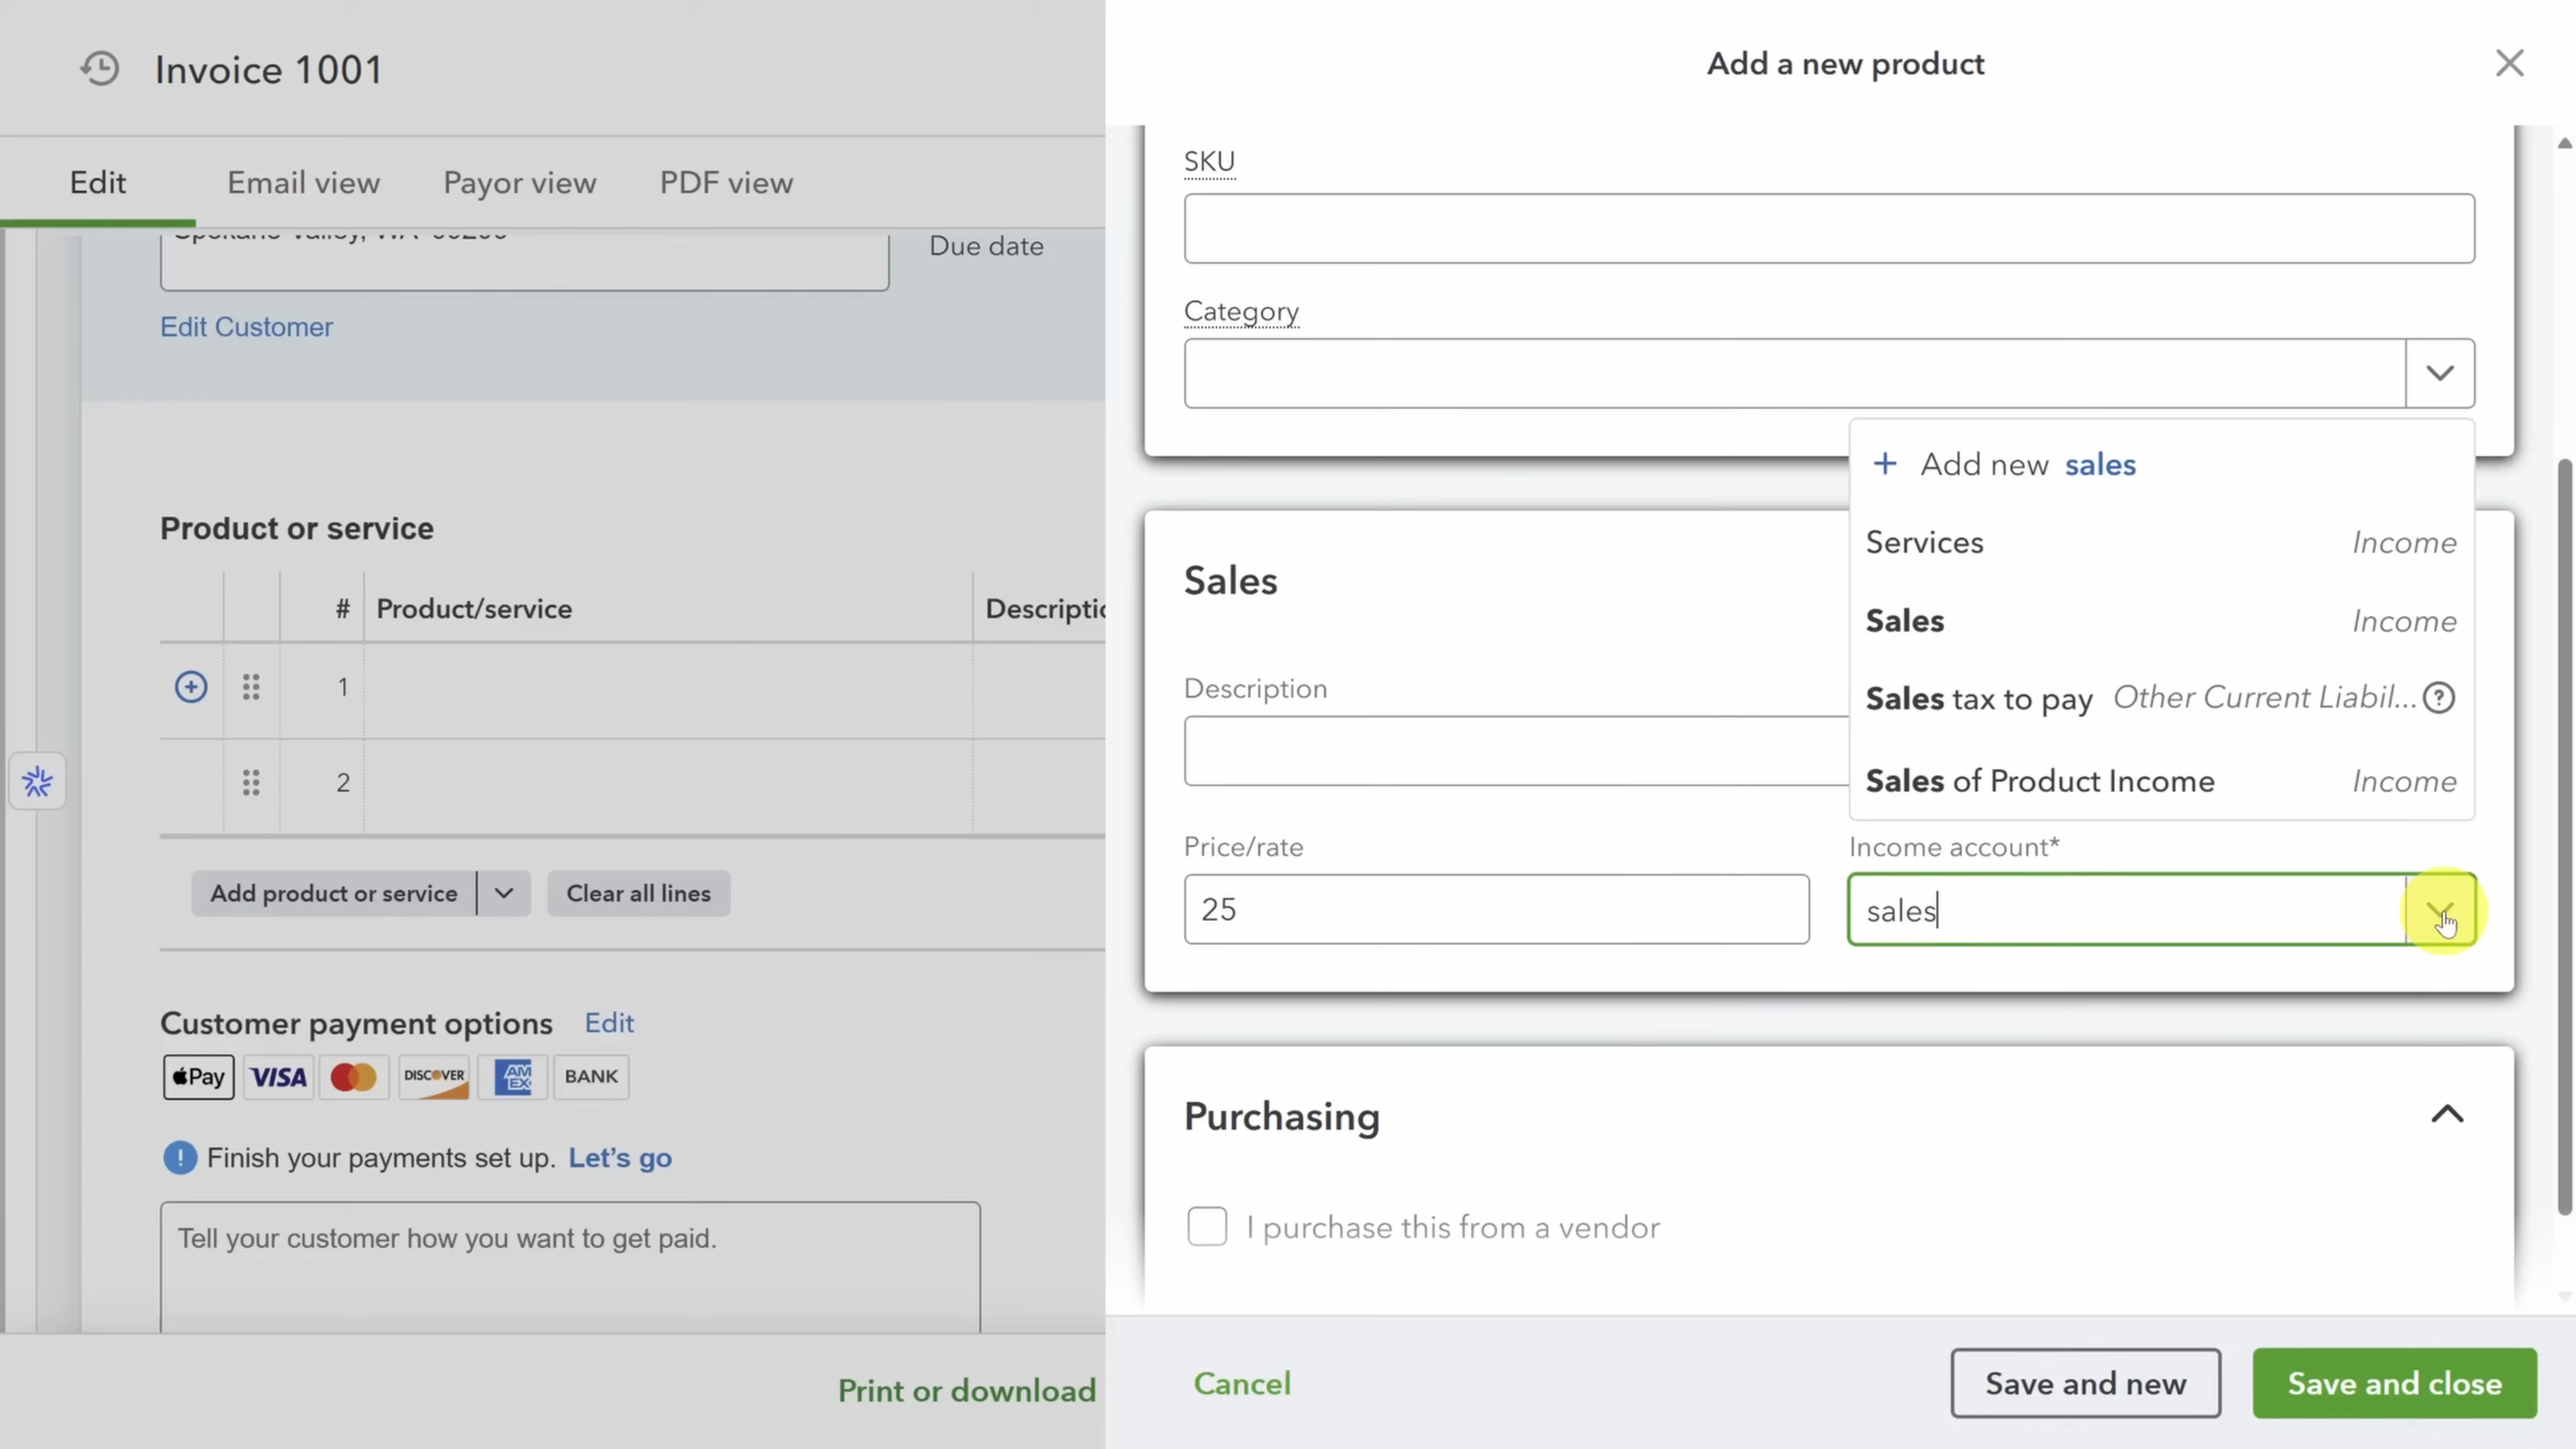 Invoice 1001
Edit
Email view
Payor view
PDF view
Due date
Edit Customer
Product or service
# Product/service
1
2
Add product or service
Clear all lines
Customer payment options Edit
Pay
VISA
DISCOVER
AM EX
BANK
Finish your payments set up. Let's go
Tell your customer how you want to get paid.
Print or download
Add a new product
SKU
Category
+ Add new sales
Services Income
Sales Income
Sales tax to pay Other Current Liabil... ?
Sales of Product Income Income
Sales
Description
Price/rate
25
Income account*
sales
Purchasing
I purchase this from a vendor
Cancel
Save and new
Save and close